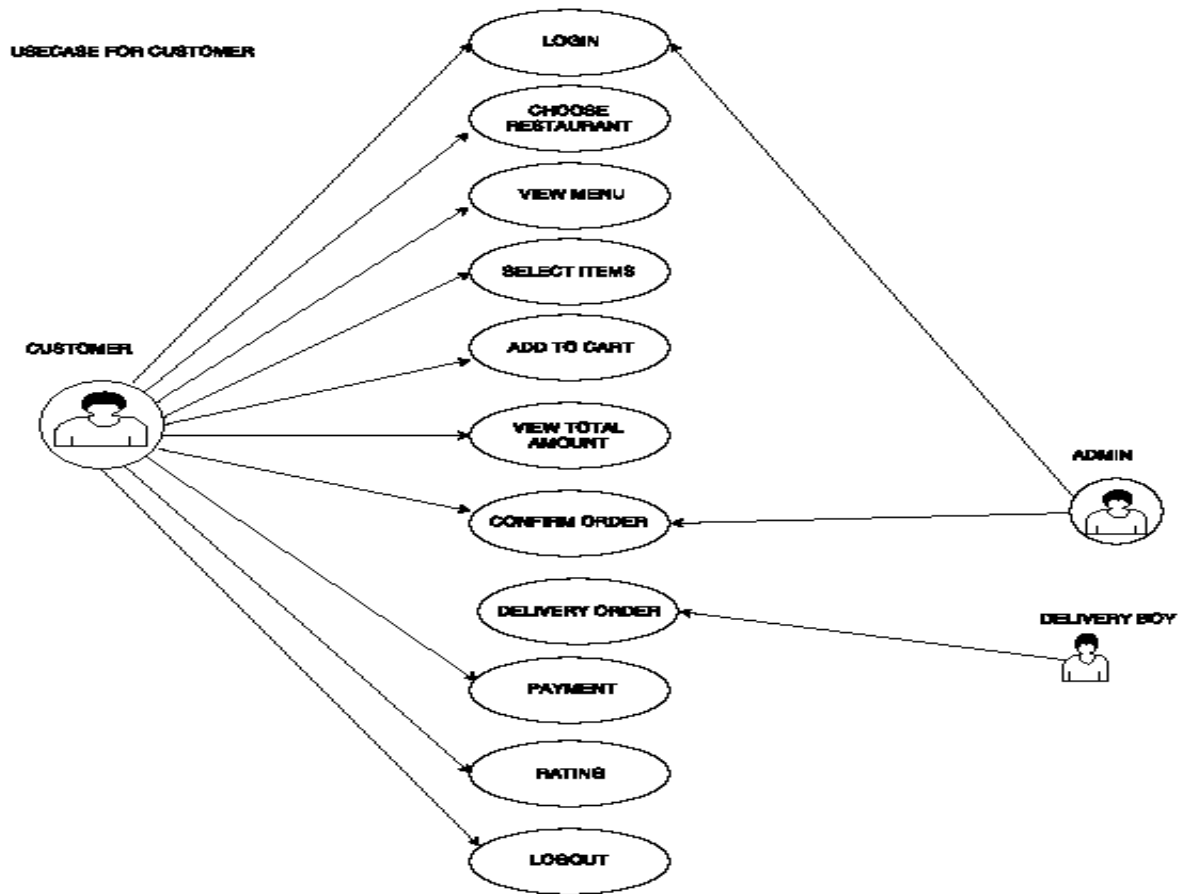 USECASE FOR CUSTOMER
LOGIN
CHOOSE
RESTAURANT
VIEW MENU
SELECT ITEMS
CUSTOMER
ADD TO CART
VIEW TOTAL
AMOUNT
ADMIN
CONFIRM ORDER
DELIVERY ORDER
DELIVERY BOY
PAYMENT
RATING
LOGOUT